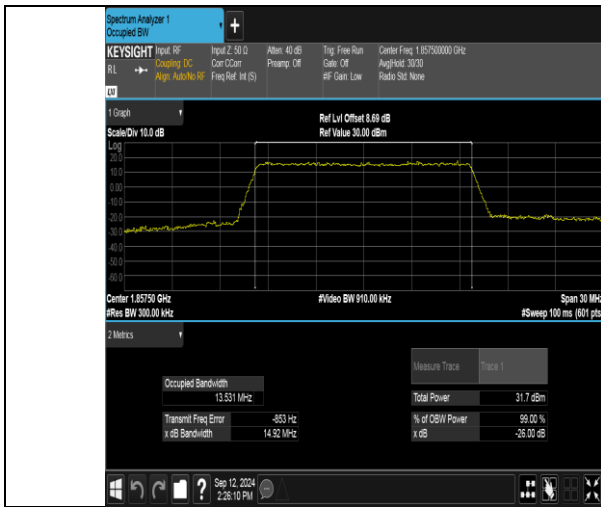 Spectrum Analyzer 1
Occupied BW
+
KEYSIGHT Input: RF Input Z: 50 Ω Atten: 40 dB Trig: Free Run Center Freq: 1.857500000 GHz
RL Coupling: DC Corr CCorr Preamp: Off Gate: Off Avg|Hold: 30/30
Align: Auto/No RF Freq Ref: Int (S) #IF Gain: Low Radio Std: None
LXI
1 Graph
Ref Lvl Offset 8.69 dB
Scale/Div 10.0 dB Ref Value 30.00 dBm
Log
20.0
10.0
0.00
-10.0
-20.0
-30.0
-40.0
-50.0
-60.0
Center 1.85750 GHz #Video BW 910.00 kHz Span 30 MHz
#Res BW 300.00 kHz #Sweep 100 ms (601 pts)
2 Metrics
Measure Trace Trace 1
Occupied Bandwidth
13.531 MHz Total Power 31.7 dBm
Transmit Freq Error -853 Hz % of OBW Power 99.00 %
x dB Bandwidth 14.92 MHz x dB -26.00 dB
? Sep 12, 2024
2:26:10 PM